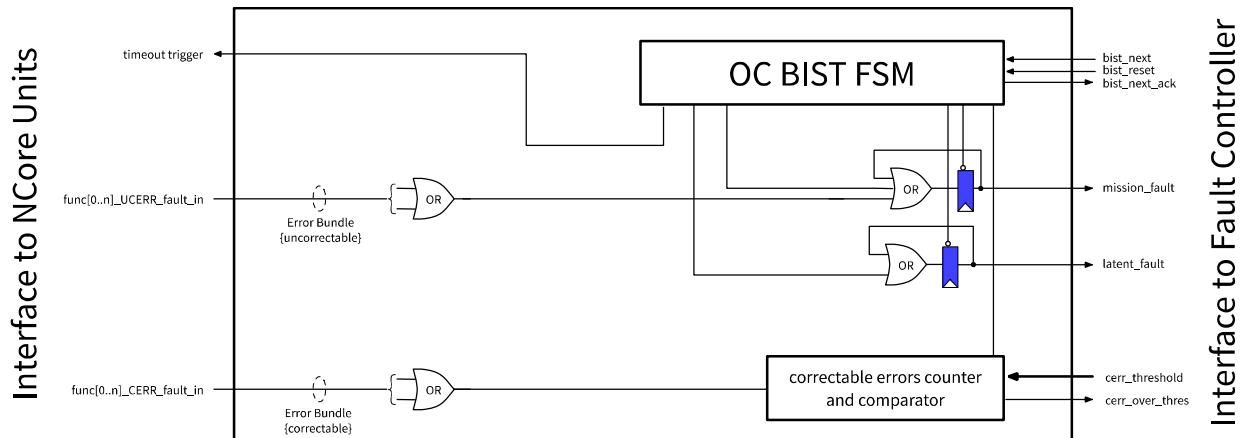 Interface to NCore Units
timeout trigger
OC BIST FSM
bist_next
bist_reset
bist_next_ack
OR
mission_fault
func[0..n]_UCERR_fault_in
OR
Error Bundle
{uncorrectable}
OR
latent_fault
func[0..n]_CERR_fault_in
OR
Error Bundle
{correctable}
correctable errors counter
and comparator
cerr_threshold
cerr_over_thres
Interface to Fault Controller